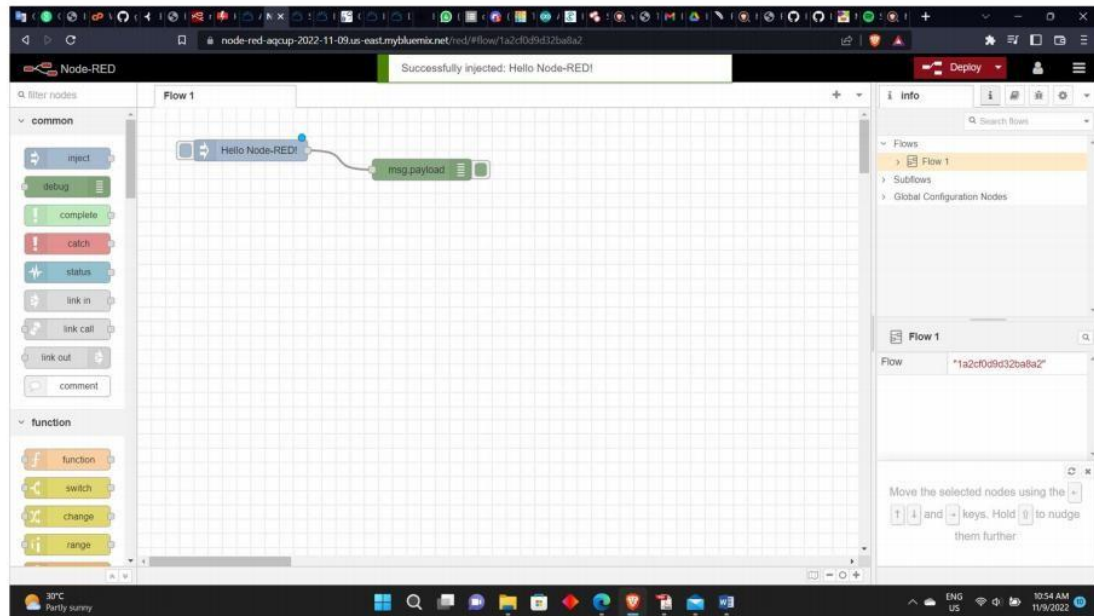 node-red-aqcup-2022-11-09.us-east.mybluemix.net/red/#flow/1a2cf0d9d32ba8a2
Node-RED
Successfully injected: Hello Node-RED!
Deploy
filter nodes
Flow 1
info
Search flows
common
inject
debug
complete
catch
status
link in
link call
link out
comment
function
function
switch
change
range
Hello Node-RED!
msg.payload
Flows
Flow 1
Subflows
Global Configuration Nodes
Flow 1
Flow
"1a2cf0d9d32ba8a2"
Move the selected nodes using the ←
↑ ↓ and → keys. Hold ⇧ to nudge
them further
30°C
Partly sunny
ENG
US
10:54 AM
11/9/2022